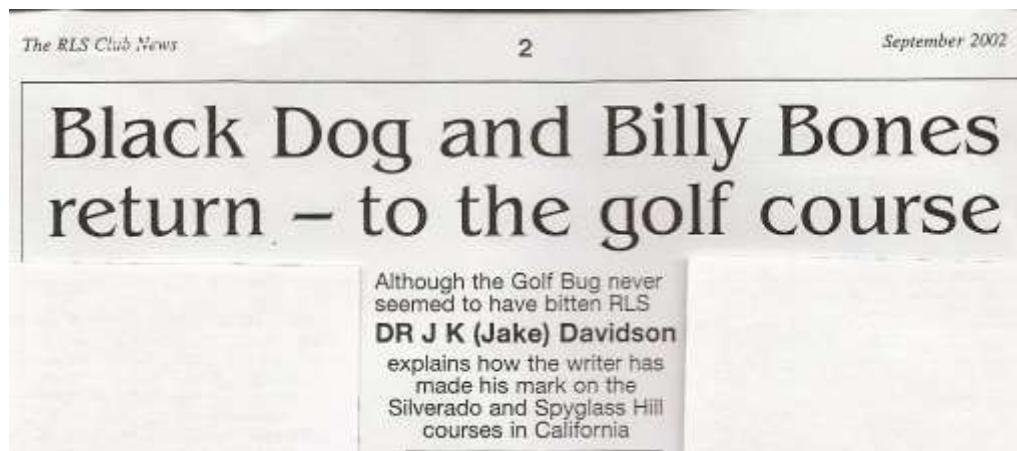 The RLS Club News
2
September 2002
Black Dog and Billy Bones
return – to the golf course
Although the Golf Bug never
seemed to have bitten RLS
DR J K (Jake) Davidson
explains how the writer has
made his mark on the
Silverado and Spyglass Hill
courses in California